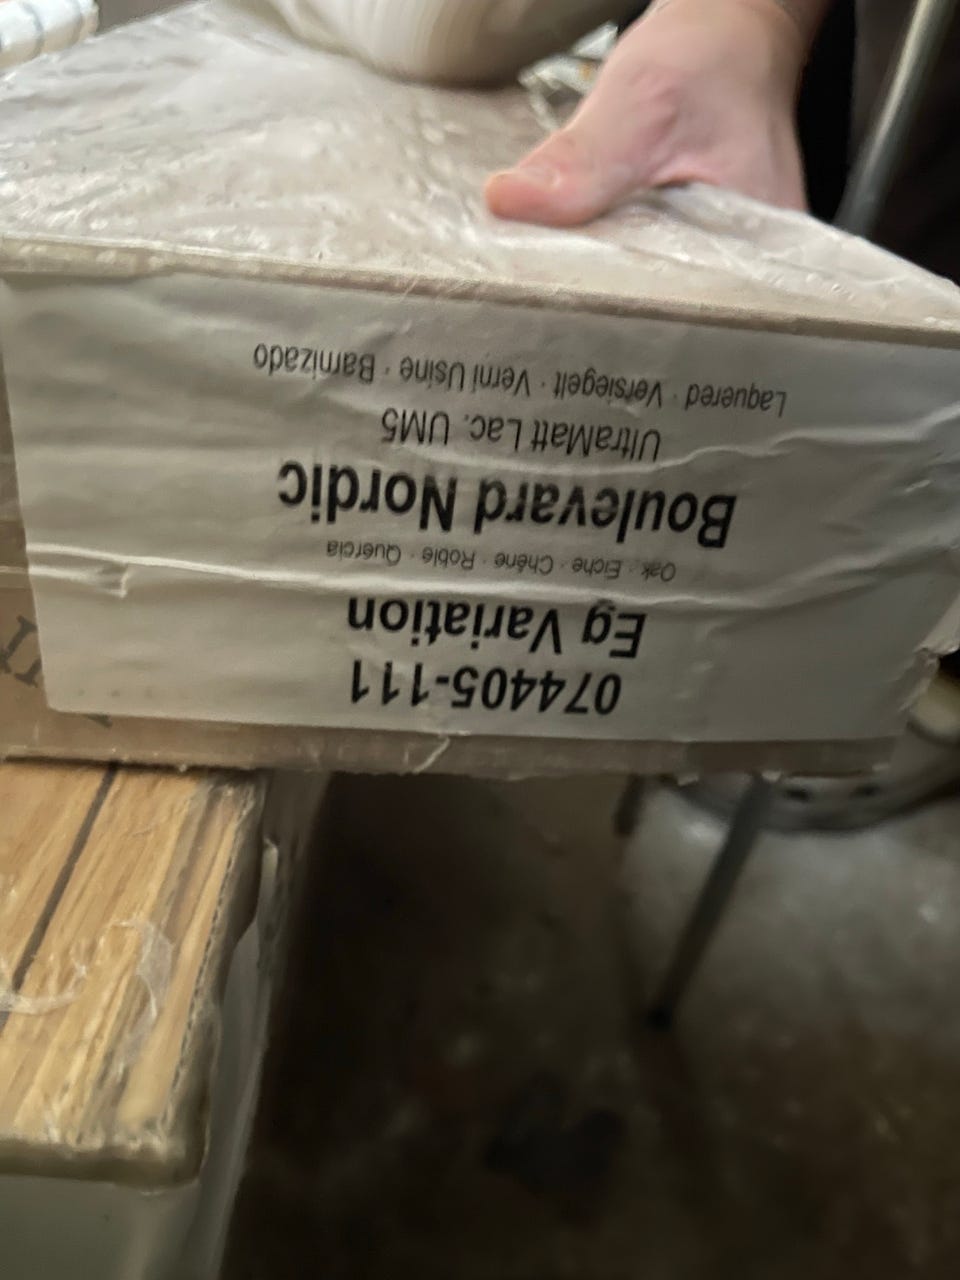 074405-111
Eg Variation
Oak · Eiche · Chêne · Roble · Quercia
Boulevard Nordic
UltraMatt Lac. UM5
Laquered · Versiegelt · Verni Usine · Barnizado